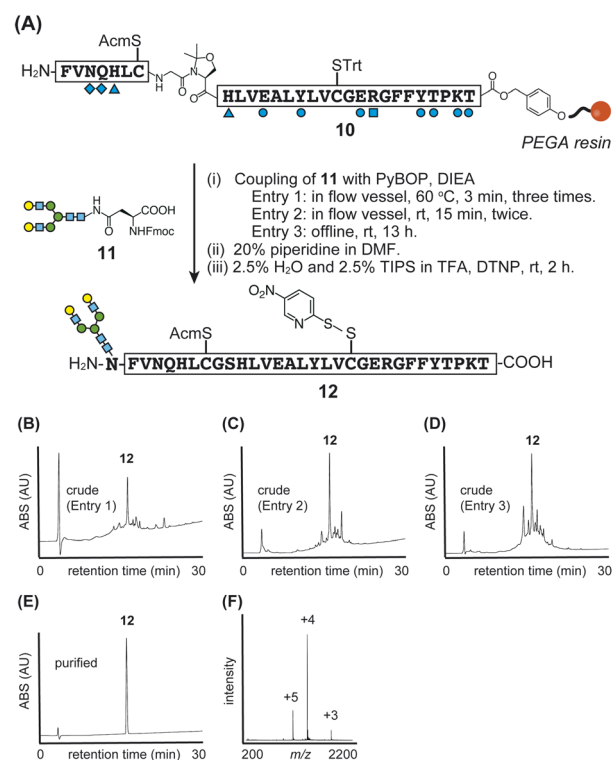 (A)
AcmS
H₂N-FVNQHLC
N
H
O
N
O
O
STrt
HLVEALYLVCGERGFFYTPKT
O
O
O
10
PEGA resin
11
HN
O
COOH
NHFmoc
(i) Coupling of 11 with PyBOP, DIEA
Entry 1: in flow vessel, 60 °C, 3 min, three times.
Entry 2: in flow vessel, rt, 15 min, twice.
Entry 3: offline, rt, 13 h.
(ii) 20% piperidine in DMF.
(iii) 2.5% H₂O and 2.5% TIPS in TFA, DTNP, rt, 2 h.
O₂N
N
S
S
AcmS
H₂N-N-FVNQHLCGSHLVEALYLVCGERGFFYTPKT-COOH
12
(B)
12
ABS (AU)
crude
(Entry 1)
0 retention time (min) 30
(C)
12
ABS (AU)
crude
(Entry 2)
0 retention time (min) 30
(D)
12
ABS (AU)
crude
(Entry 3)
0 retention time (min) 30
(E)
12
ABS (AU)
purified
0 retention time (min) 30
(F)
intensity
+4
+5
+3
200 m/z 2200